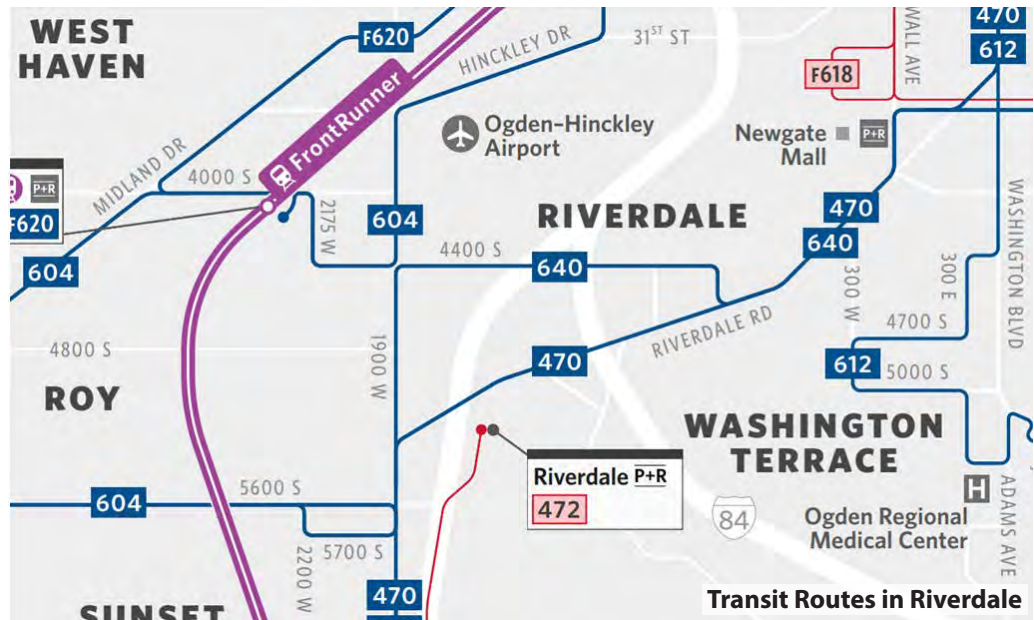 WEST
HAVEN
F620
HINCKLEY DR
31ST ST
WALL AVE
470
612
F618
FrontRunner
Ogden–Hinckley
Airport
Newgate
Mall
P+R
MIDLAND DR
4000 S
P+R
F620
604
2175 W
604
RIVERDALE
470
640
WASHINGTON BLVD
4400 S
640
300 W
300 E
4700 S
4800 S
1900 W
470
RIVERDALE RD
612
5000 S
ROY
WASHINGTON
TERRACE
Riverdale P+R
472
84
Ogden Regional
Medical Center
H
ADAMS AVE
604
5600 S
5700 S
2200 W
470
SUNSET
Transit Routes in Riverdale